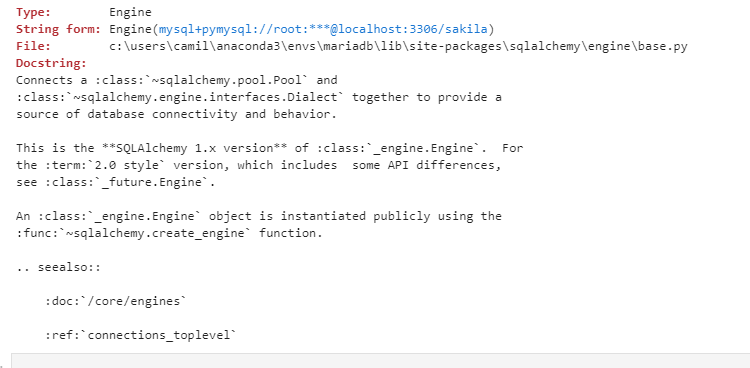 Type:        Engine
String form: Engine(mysql+pymysql://root:***@localhost:3306/sakila)
File:        c:\users\camil\anaconda3\envs\mariadb\lib\site-packages\sqlalchemy\engine\base.py
Docstring:
Connects a :class:`~sqlalchemy.pool.Pool` and
:class:`~sqlalchemy.engine.interfaces.Dialect` together to provide a
source of database connectivity and behavior.

This is the **SQLAlchemy 1.x version** of :class:`_engine.Engine`.  For
the :term:`2.0 style` version, which includes  some API differences,
see :class:`_future.Engine`.

An :class:`_engine.Engine` object is instantiated publicly using the
:func:`~sqlalchemy.create_engine` function.

.. seealso::

    :doc:`/core/engines`

    :ref:`connections_toplevel`